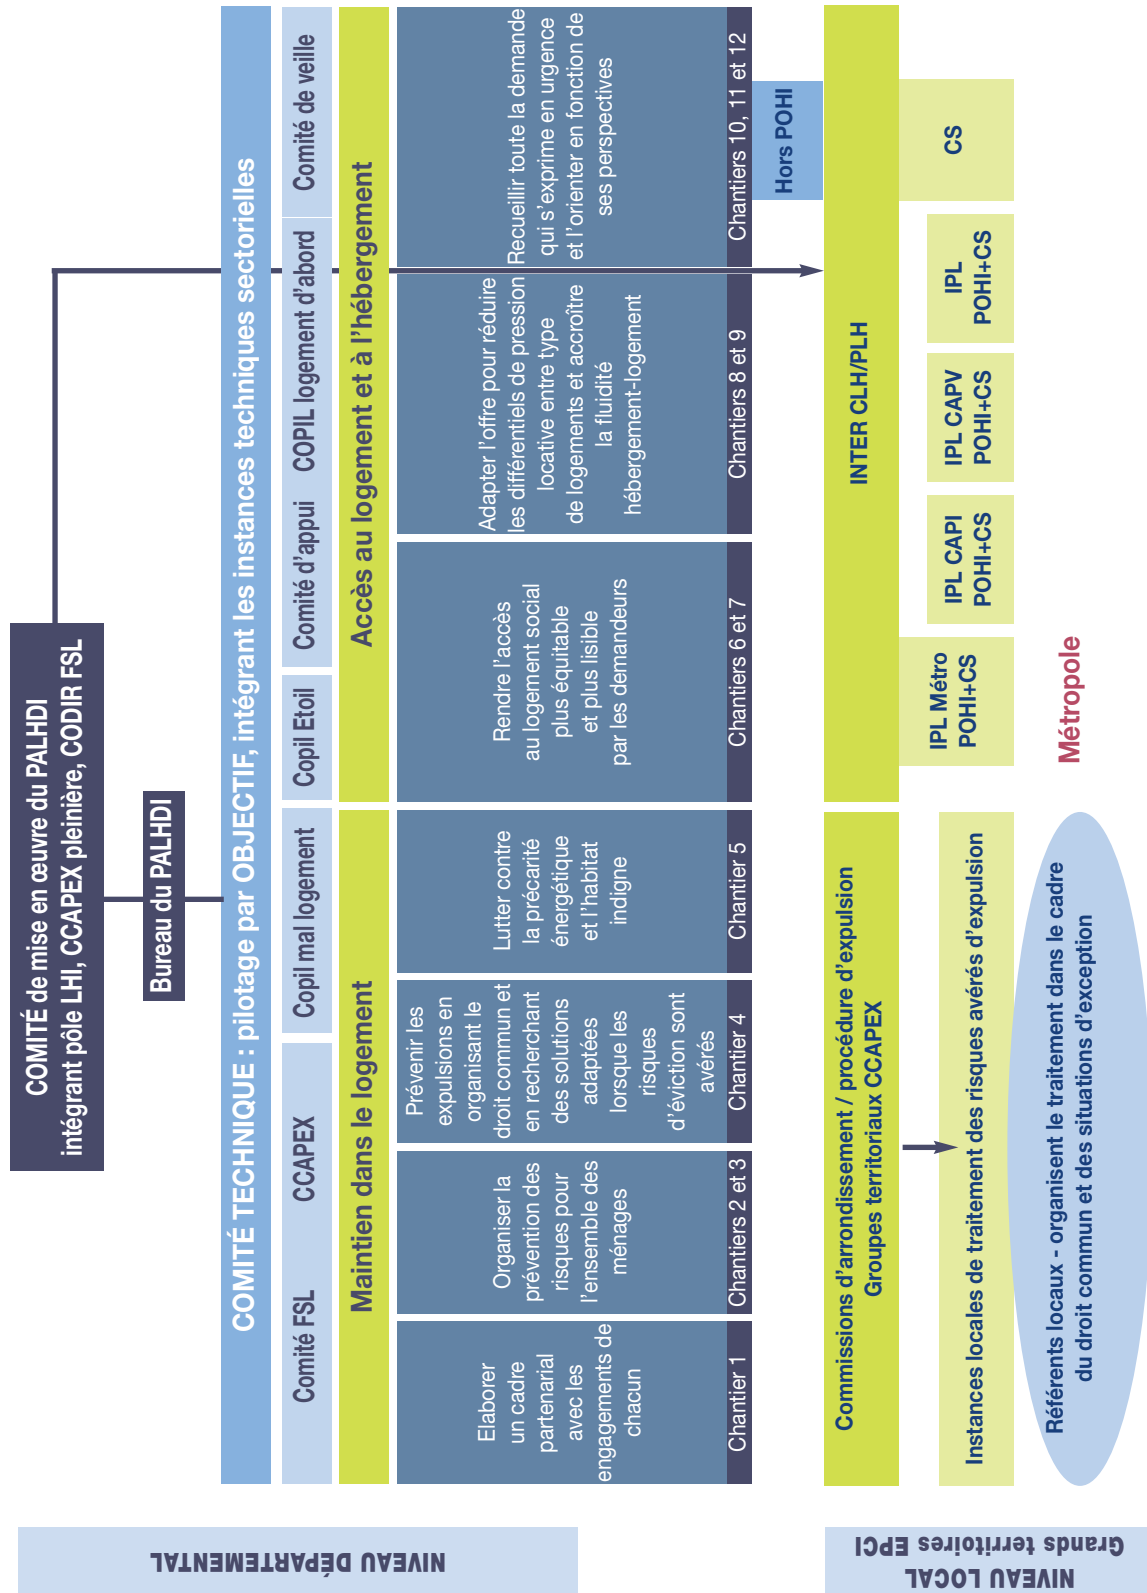 COMITÉ de mise en œuvre du PALHDI
intégrant pôle LHI, CCAPEX pleinière, CODIR FSL
Bureau du PALHDI
NIVEAU DÉPARTEMENTAL
COMITÉ TECHNIQUE : pilotage par OBJECTIF, intégrant les instances techniques sectorielles
Comité FSL
CCAPEX
Copil mal logement
Copil Etoil
Comité d'appui
COPIL logement d'abord
Comité de veille
Maintien dans le logement
Accès au logement et à l'hébergement
Elaborer
un cadre
partenarial
avec les
engagements de
chacun
Chantier 1
Organiser la
prévention des
risques pour
l'ensemble des
ménages
Chantiers 2 et 3
Prévenir les
expulsions en
organisant le
droit commun et
en recherchant
des solutions
adaptées
lorsque les
risques
d'éviction sont
avérés
Chantier 4
Lutter contre
la précarité
énergétique
et l'habitat
indigne
Chantier 5
Rendre l'accès
au logement social
plus équitable
et plus lisible
par les demandeurs
Chantiers 6 et 7
Adapter l'offre pour réduire
les différentiels de pression
locative entre type
de logements et accroître
la fluidité
hébergement-logement
Chantiers 8 et 9
Recueillir toute la demande
qui s'exprime en urgence
et l'orienter en fonction de
ses perspectives
Chantiers 10, 11 et 12
Hors POHI
NIVEAU LOCAL
Grands territoires EPCI
Commissions d'arrondissement / procédure d'expulsion
Groupes territoriaux CCAPEX
INTER CLH/PLH
Instances locales de traitement des risques avérés d'expulsion
IPL Métro
POHI+CS
IPL CAPI
POHI+CS
IPL CAPV
POHI+CS
IPL
POHI+CS
CS
Référents locaux - organisent le traitement dans le cadre
du droit commun et des situations d'exception
Métropole